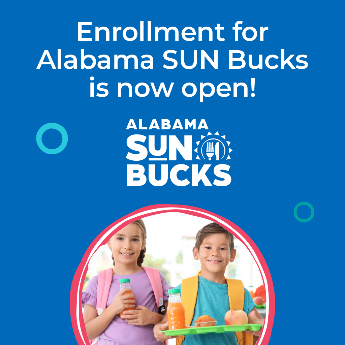 Enrollment for
Alabama SUN Bucks
is now open!
ALABAMA
SUN
BUCKS